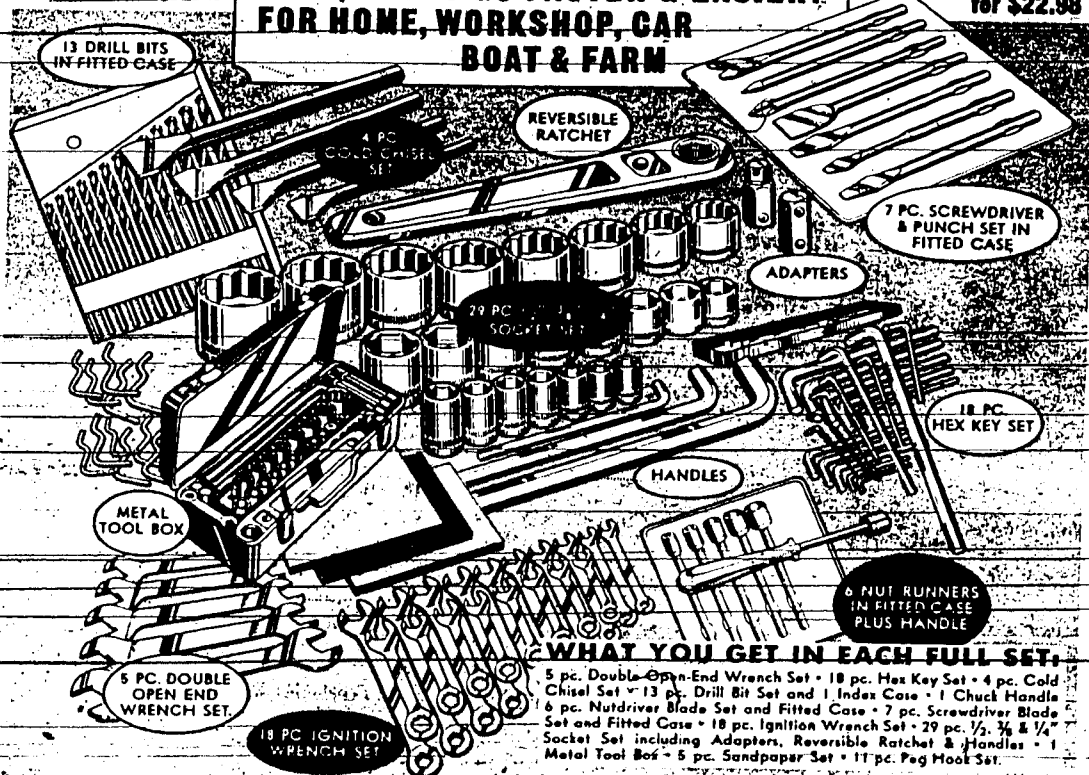 for $22.98
FOR HOME, WORKSHOP, CAR
BOAT & FARM
13 DRILL BITS
IN FITTED CASE
4 PC
COLD CHISEL
SET
REVERSIBLE
RATCHET
7 PC. SCREWDRIVER
& PUNCH SET IN
FITTED CASE
ADAPTERS
29 PC
SOCKET SET
18 PC.
HEX KEY SET
HANDLES
METAL
TOOL BOX
6 NUT RUNNERS
IN FITTED CASE
PLUS HANDLE
5 PC. DOUBLE
OPEN END
WRENCH SET.
18 PC IGNITION
WRENCH SET
WHAT YOU GET IN EACH FULL SET:
5 pc. Double Open-End Wrench Set • 18 pc. Hex Key Set • 4 pc. Cold
Chisel Set • 13 pc. Drill Bit Set and 1 Index Case • 1 Chuck Handle
6 pc. Nutdriver Blade Set and Fitted Case • 7 pc. Screwdriver Blade
Set and Fitted Case • 18 pc. Ignition Wrench Set • 29 pc. 1/2, 3/8 & 1/4"
Socket Set including Adapters, Reversible Ratchet & Handles • 1
Metal Tool Box • 5 pc. Sandpaper Set • 11 pc. Peg Hook Set.